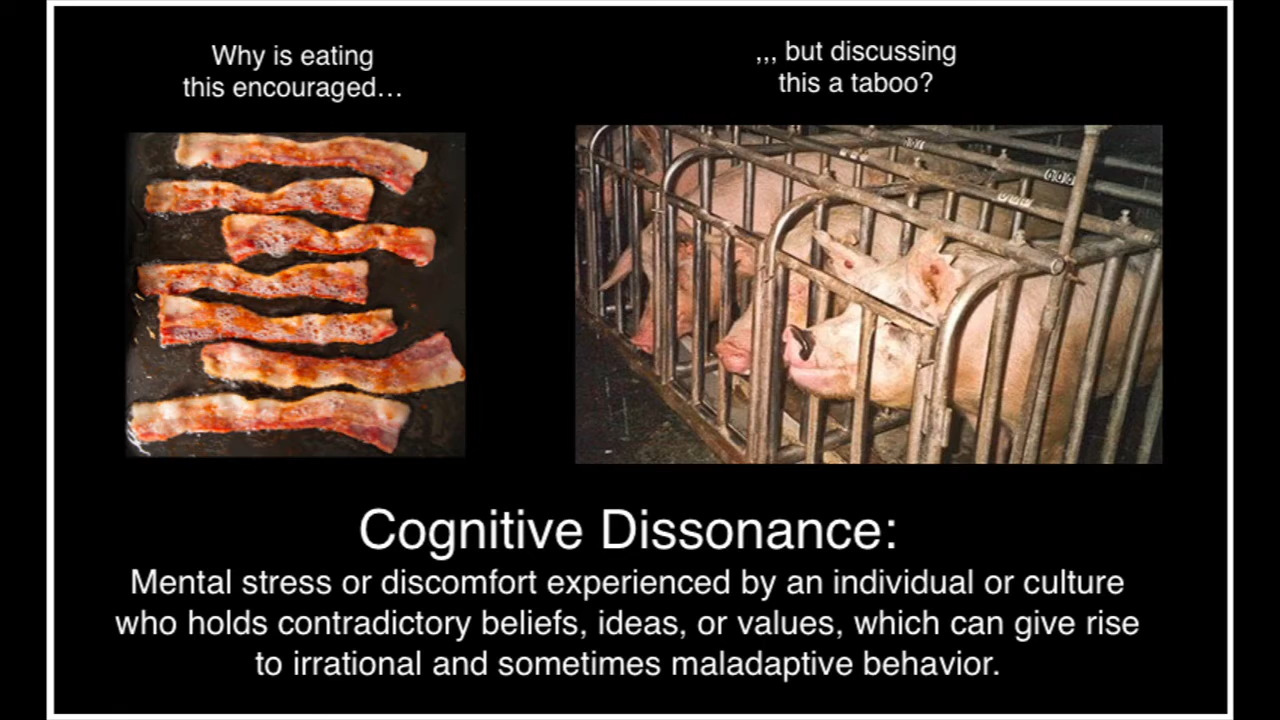 Why is eating
this encouraged…
,,, but discussing
this a taboo?
Cognitive Dissonance:
Mental stress or discomfort experienced by an individual or culture
who holds contradictory beliefs, ideas, or values, which can give rise
to irrational and sometimes maladaptive behavior.